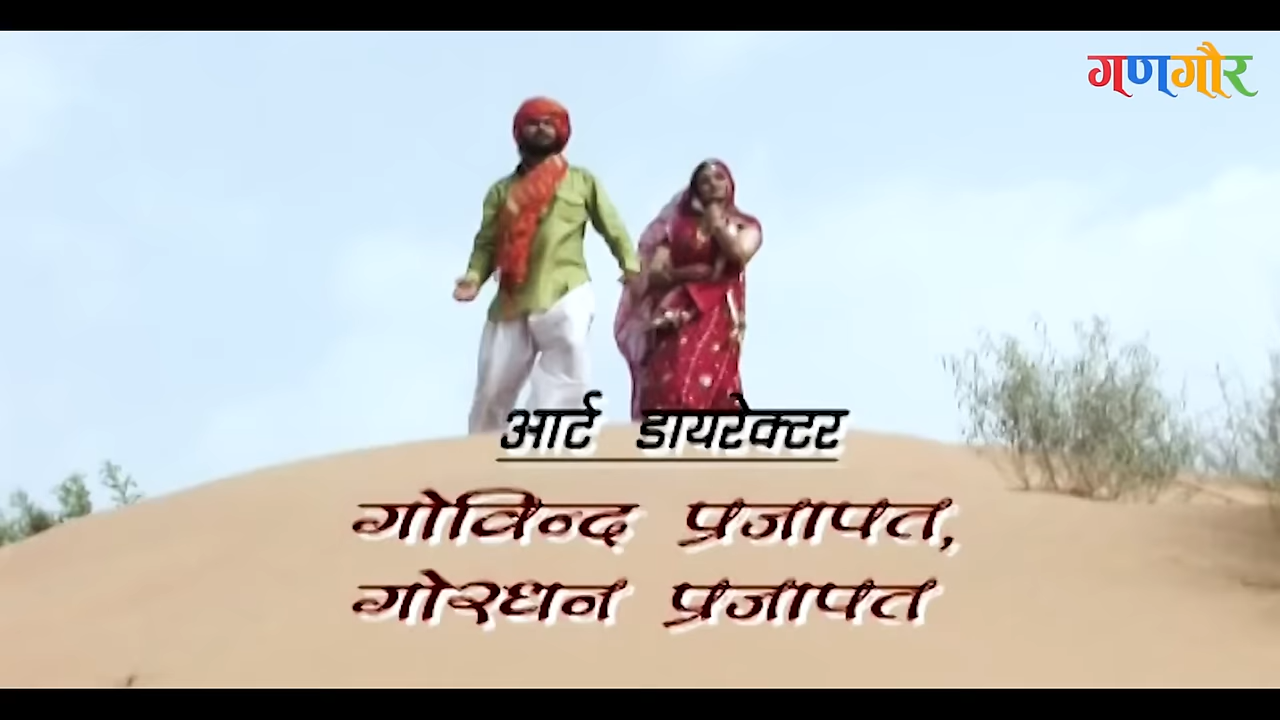 गणगौर
आर्ट डायरेक्टर
गोविन्द प्रजापत,
गोरधन प्रजापत